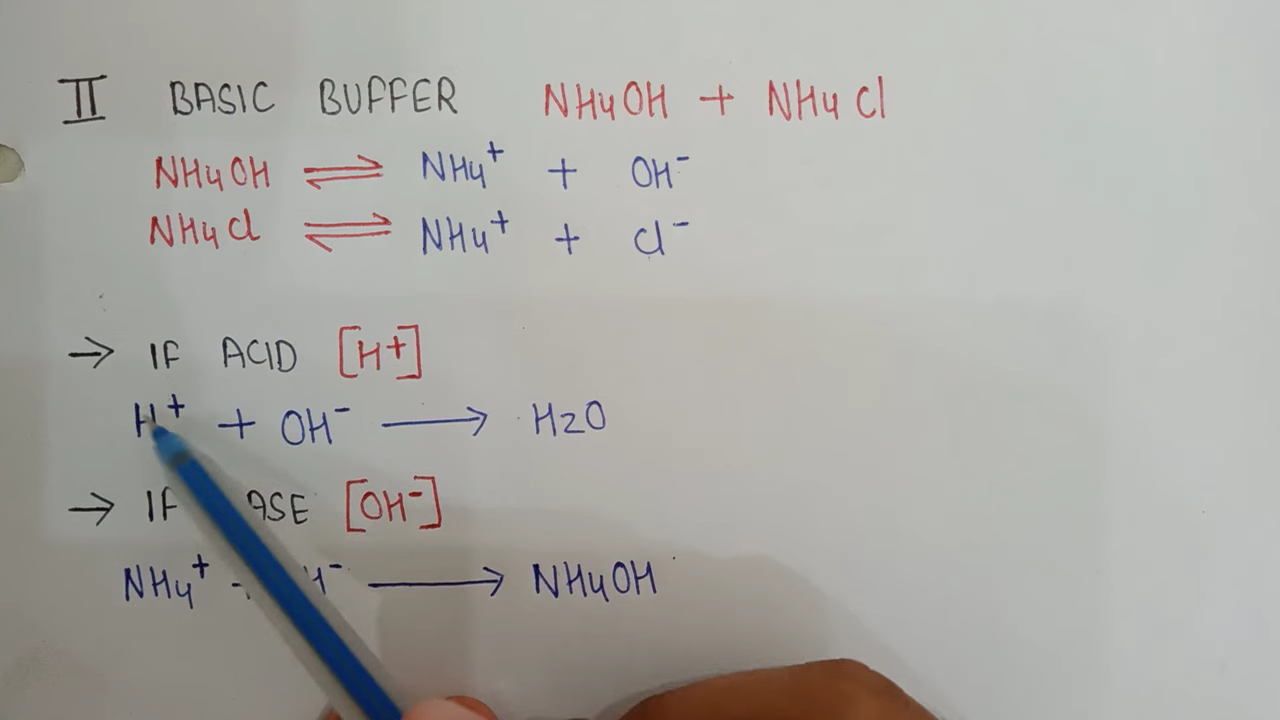 II BASIC BUFFER NH4OH + NH4Cl
NH4OH ⇌ NH4+ + OH-
NH4Cl ⇌ NH4+ + Cl-
→ IF ACID [H+]
H+ + OH- → H2O
→ IF [OH-]
NH4+ → NH4OH